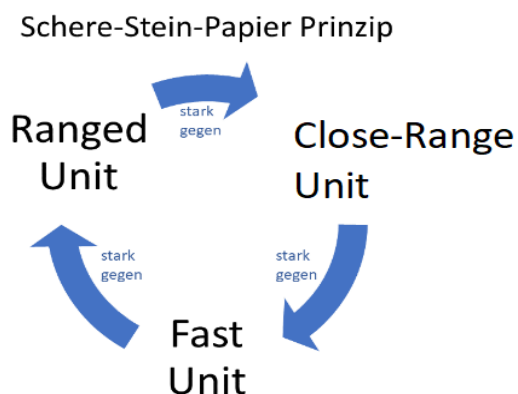 Schere-Stein-Papier Prinzip
stark
gegen
Ranged
Unit
Close-Range
Unit
stark
gegen
stark
gegen
Fast
Unit